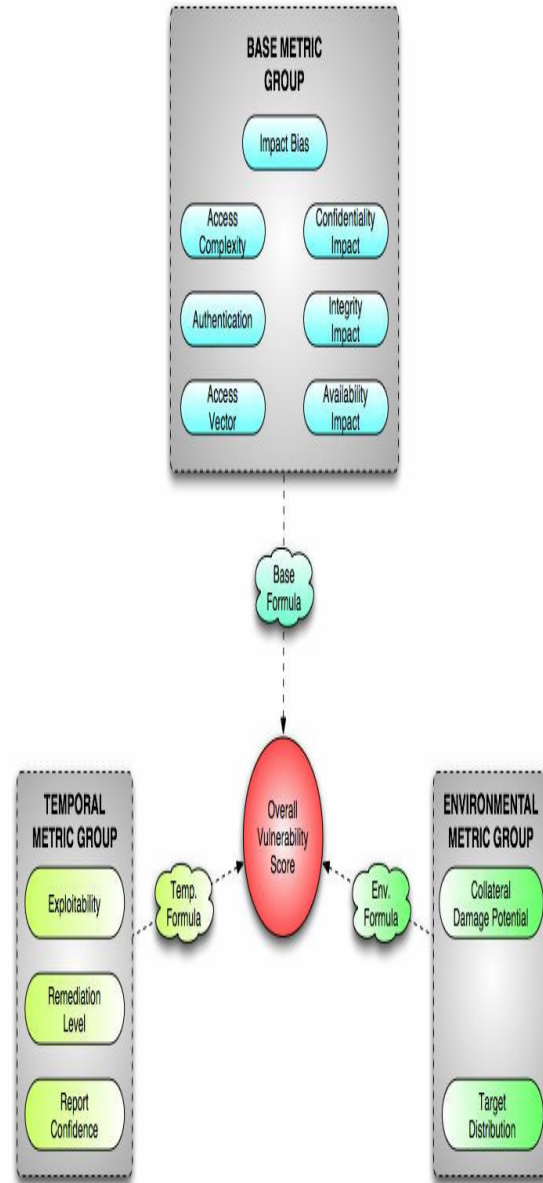 BASE METRIC
GROUP
Impact Bias
Access
Complexity
Confidentiality
Impact
Authentication
Integrity
Impact
Access
Vector
Availability
Impact
Base
Formula
TEMPORAL
METRIC GROUP
Exploitability
Remediation
Level
Report
Confidence
Temp.
Formula
Overall
Vulnerability
Score
Env.
Formula
ENVIRONMENTAL
METRIC GROUP
Collateral
Damage Potential
Target
Distribution